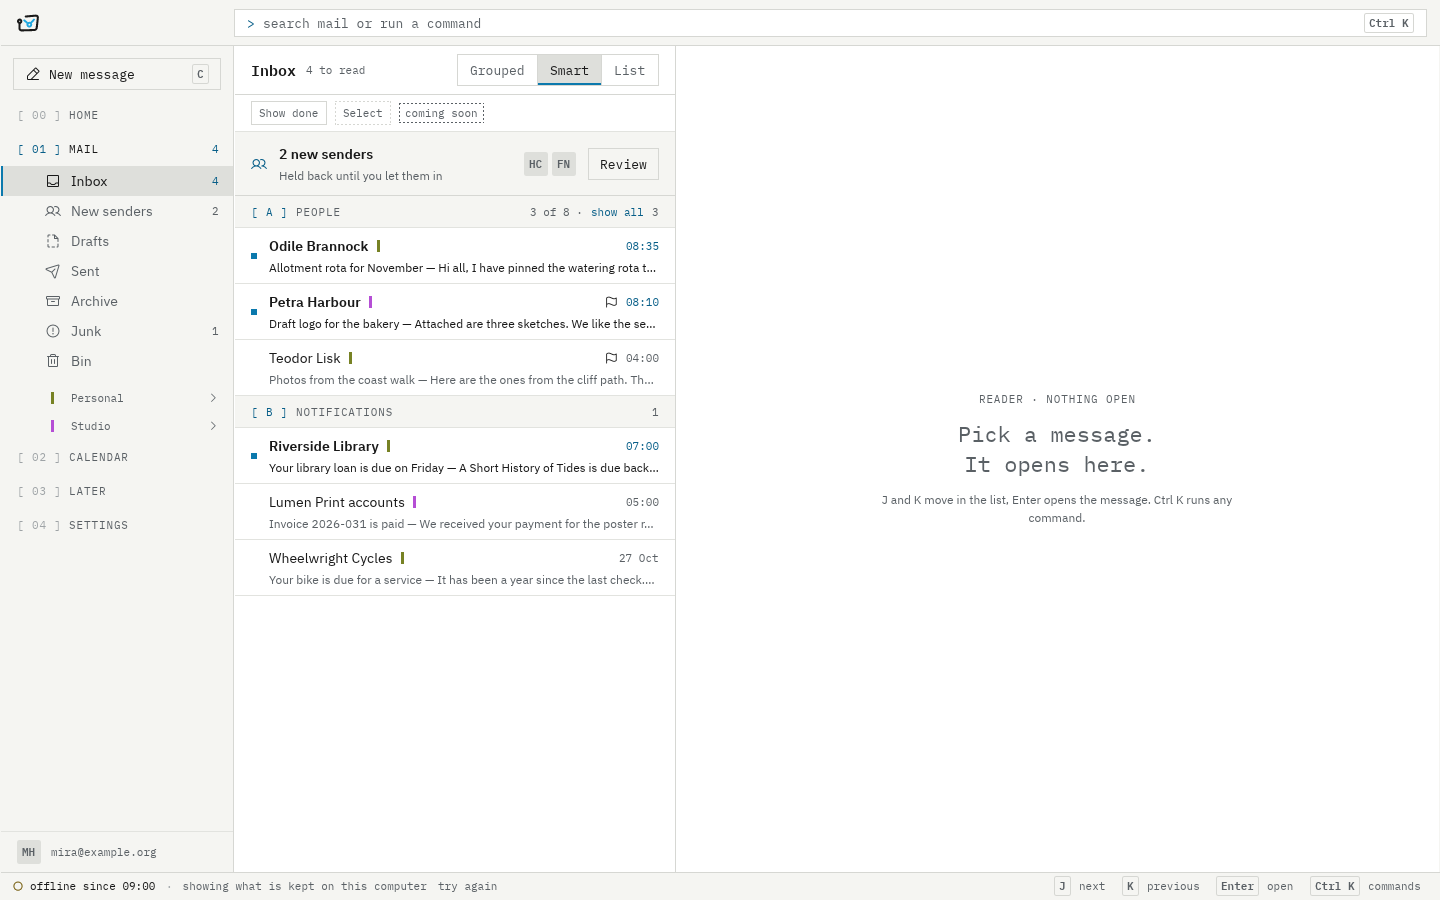 > search mail or run a command Ctrl K
New message C
[ 00 ] HOME
[ 01 ] MAIL 4
Inbox 4
New senders 2
Drafts
Sent
Archive
Junk 1
Bin
Personal
Studio
[ 02 ] CALENDAR
[ 03 ] LATER
[ 04 ] SETTINGS
MH mira@example.org
Inbox 4 to read Grouped Smart List
Show done Select coming soon
2 new senders
Held back until you let them in
HC FN Review
[ A ] PEOPLE 3 of 8 · show all 3
Odile Brannock 08:35
Allotment rota for November — Hi all, I have pinned the watering rota t...
Petra Harbour 08:10
Draft logo for the bakery — Attached are three sketches. We like the se...
Teodor Lisk 04:00
Photos from the coast walk — Here are the ones from the cliff path. Th...
[ B ] NOTIFICATIONS 1
Riverside Library 07:00
Your library loan is due on Friday — A Short History of Tides is due back...
Lumen Print accounts 05:00
Invoice 2026-031 is paid — We received your payment for the poster r...
Wheelwright Cycles 27 Oct
Your bike is due for a service — It has been a year since the last check....
READER · NOTHING OPEN
Pick a message.
It opens here.
J and K move in the list, Enter opens the message. Ctrl K runs any
command.
offline since 09:00 · showing what is kept on this computer try again
J next K previous Enter open Ctrl K commands